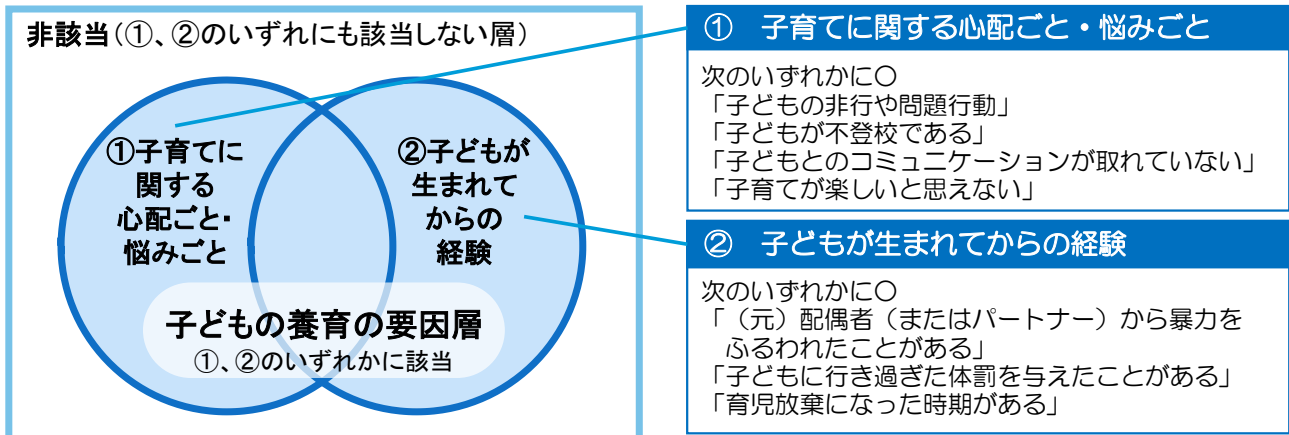 非該当(①、②のいずれにも該当しない層)
①子育てに
関する
心配ごと・
悩みごと
②子どもが
生まれて
からの
経験
子どもの養育の要因層
①、②のいずれかに該当
① 子育てに関する心配ごと・悩みごと
次のいずれかに〇
「子どもの非行や問題行動」
「子どもが不登校である」
「子どもとのコミュニケーションが取れていない」
「子育てが楽しいと思えない」
② 子どもが生まれてからの経験
次のいずれかに〇
「（元）配偶者（またはパートナー）から暴力を
ふるわれたことがある」
「子どもに行き過ぎた体罰を与えたことがある」
「育児放棄になった時期がある」